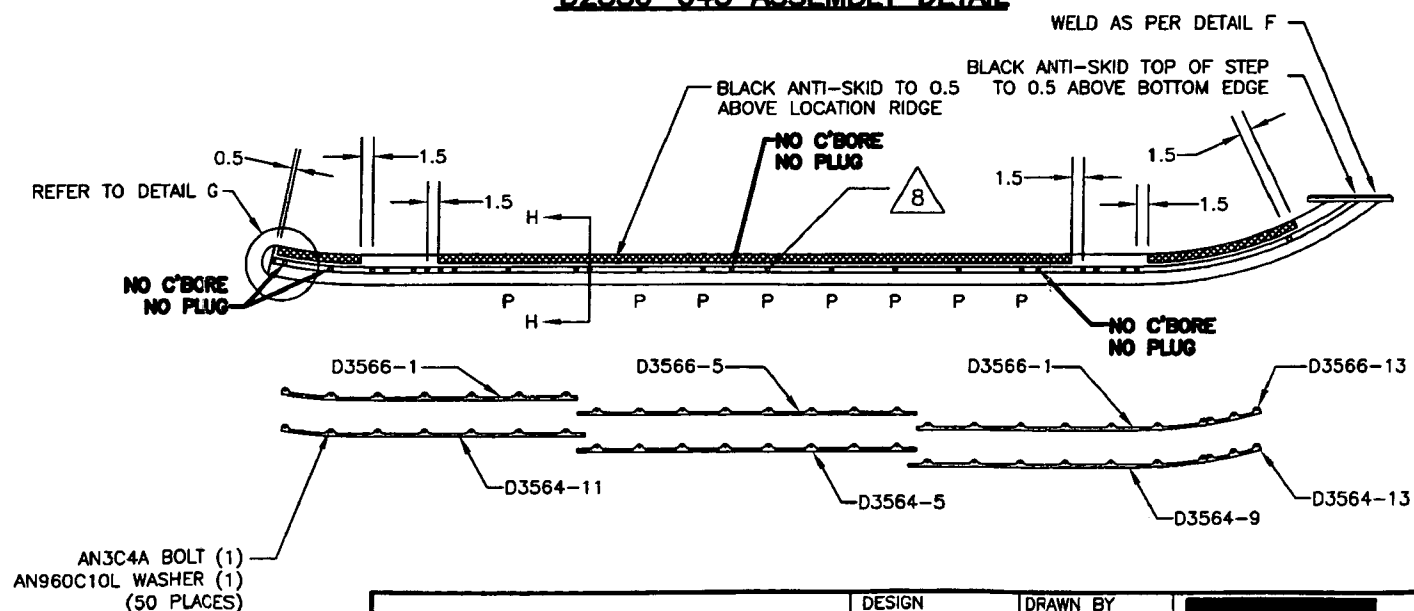 ASSEMBLY DETAIL
WELD AS PER DETAIL F
BLACK ANTI-SKID TO 0.5
ABOVE LOCATION RIDGE
BLACK ANTI-SKID TOP OF STEP
TO 0.5 ABOVE BOTTOM EDGE
NO C'BORE
NO PLUG
0.5
1.5
1.5
8
1.5
1.5
1.5
REFER TO DETAIL G
H
H
NO C'BORE
NO PLUG
P P P P P P P P
NO C'BORE
NO PLUG
D3566-1
D3566-5
D3566-1
D3566-13
D3564-11
D3564-5
D3564-9
D3564-13
AN3C4A BOLT (1)
AN960C10L WASHER (1)
(50 PLACES)
DESIGN
DRAWN BY